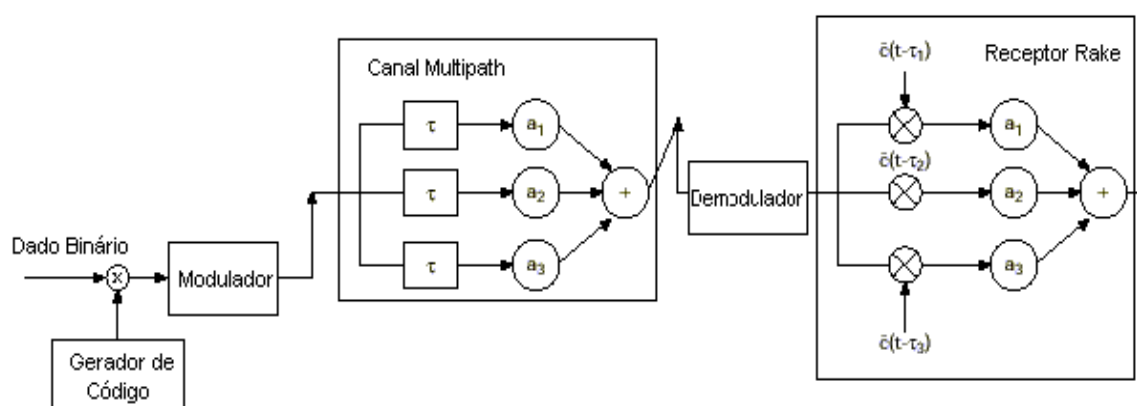 Canal Multipath
τ
a₁
τ
a₂
+
τ
a₃
Dado Binário
x
Modulador
Gerador de
Código
Demodulador
Receptor Rake
c̄(t-τ₁)
a₁
c̄(t-τ₂)
a₂
+
a₃
c̄(t-τ₃)